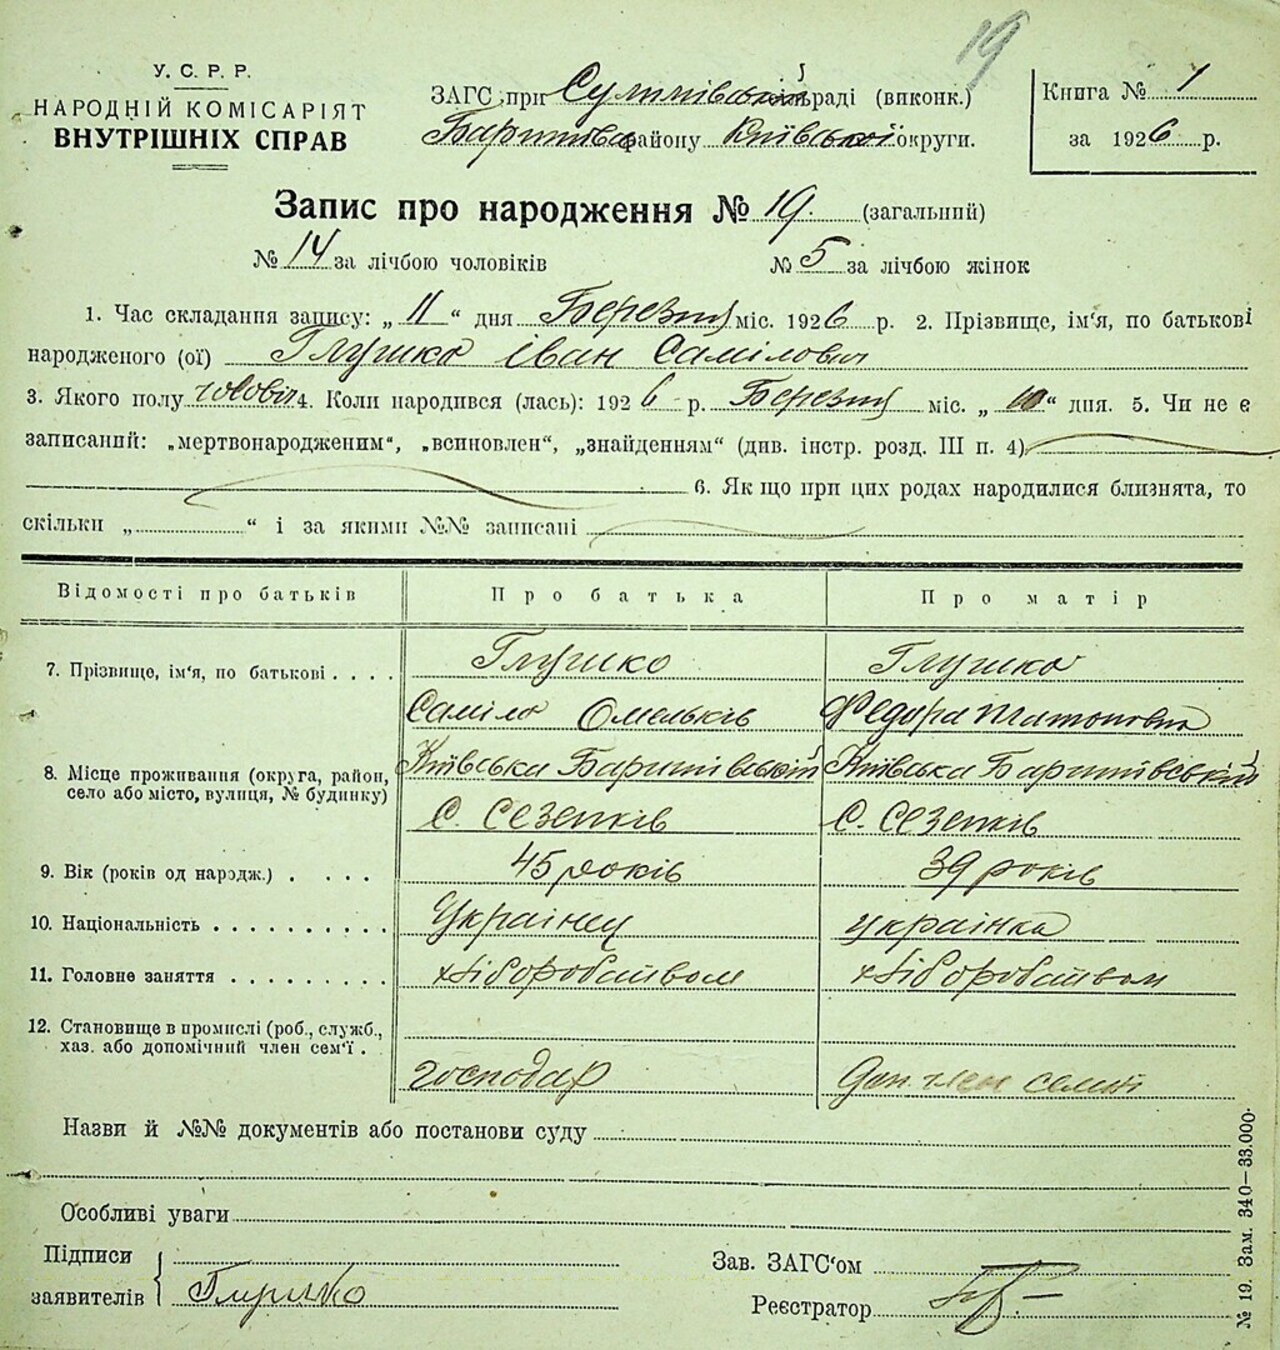 19
У. С. Р. Р.
НАРОДНІЙ КОМІСАРІЯТ
ВНУТРІШНІХ СПРАВ
ЗАГС при раді (виконк.)
району Київської округи.
Книга № 1
за 1926 р.
Запис про народження № 19. (загальний)
№ 14 за лічбою чоловіків № 5 за лічбою жінок
1. Час складання запису: „ 11 “ дня Березня міс. 1926 р. 2. Прізвище, ім‘я, по батькові
народженого (ої) Глушко Іван Самілович
3. Якого полу чоловіч 4. Коли народився (лась): 1926 р. Березня міс. „ 10 “ дня. 5. Чи не є
записаний: „мертвонародженим“, „всиновлен“, „знайденням“ (див. інстр. розд. III п. 4)
6. Як що при цих родах народилися близнята, то
скільки „ “ і за якими №№ записані
Відомості про батьків Про батька Про матір
7. Прізвище, ім‘я, по батькові . . . . Глушко Глушко
Саміло Омельків Федора Платоновна
8. Місце проживання (округа, район, Київська Баришівський Київська Баришівський
село або місто, вулиця, № будинку) С. Сезенків С. Сезенків
9. Вік (років од народж.) . . . . 45 років 39 років
10. Національність . . . . . . . . . . Українец українка
11. Головне заняття . . . . . . . . . хліборобством хліборобством
12. Становище в промислі (роб., служб.,
хаз. або допомічний член сем‘ї . господар Доп. член семьї
Назви й №№ документів або постанови суду
Особливі уваги
Підписи
заявителів Глушко
Зав. ЗАГС‘ом
Реєстратор
№ 19. Зам. 340—33.000.